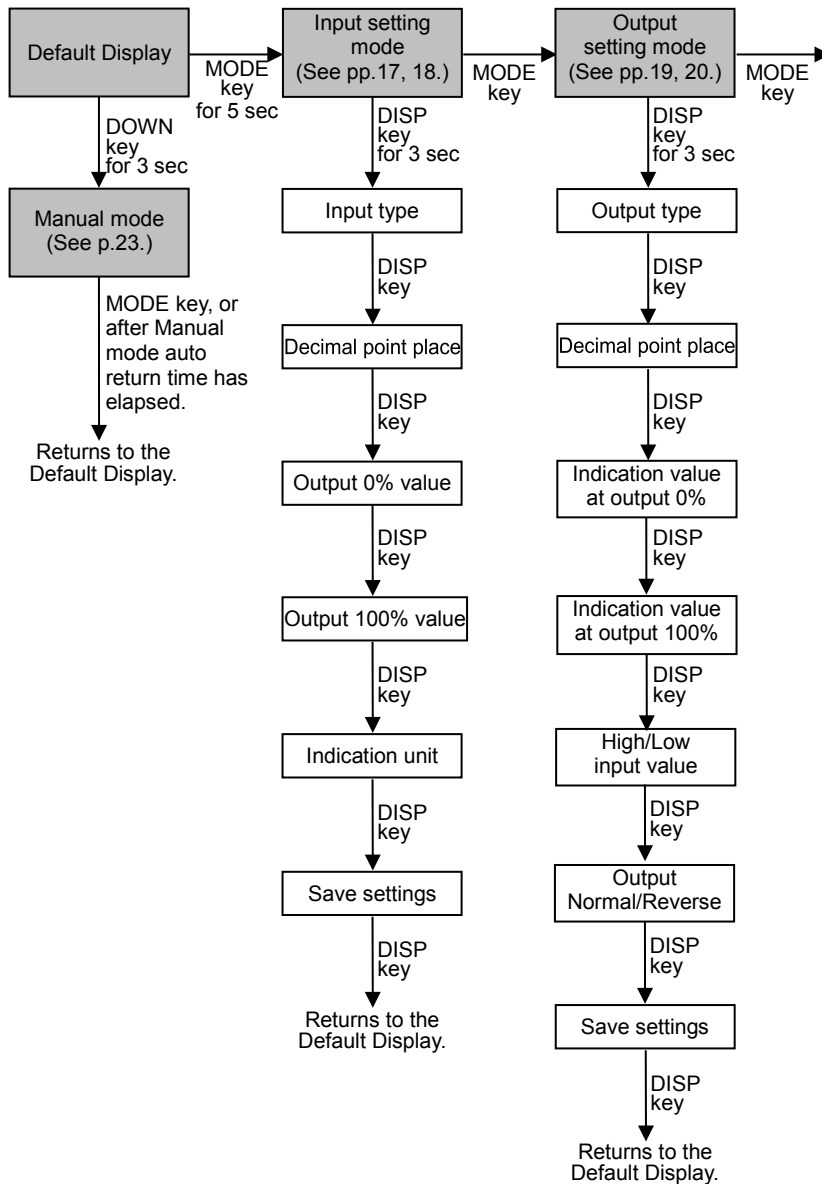 Default Display
MODE
key
for 5 sec
Input setting
mode
(See pp.17, 18.)
MODE
key
Output
setting mode
(See pp.19, 20.)
MODE
key
DOWN
key
for 3 sec
Manual mode
(See p.23.)
MODE key, or
after Manual
mode auto
return time has
elapsed.
Returns to the
Default Display.
DISP
key
for 3 sec
Input type
DISP
key
Decimal point place
DISP
key
Output 0% value
DISP
key
Output 100% value
DISP
key
Indication unit
DISP
key
Save settings
DISP
key
Returns to the
Default Display.
DISP
key
for 3 sec
Output type
DISP
key
Decimal point place
DISP
key
Indication value
at output 0%
DISP
key
Indication value
at output 100%
DISP
key
High/Low
input value
DISP
key
Output
Normal/Reverse
DISP
key
Save settings
DISP
key
Returns to the
Default Display.